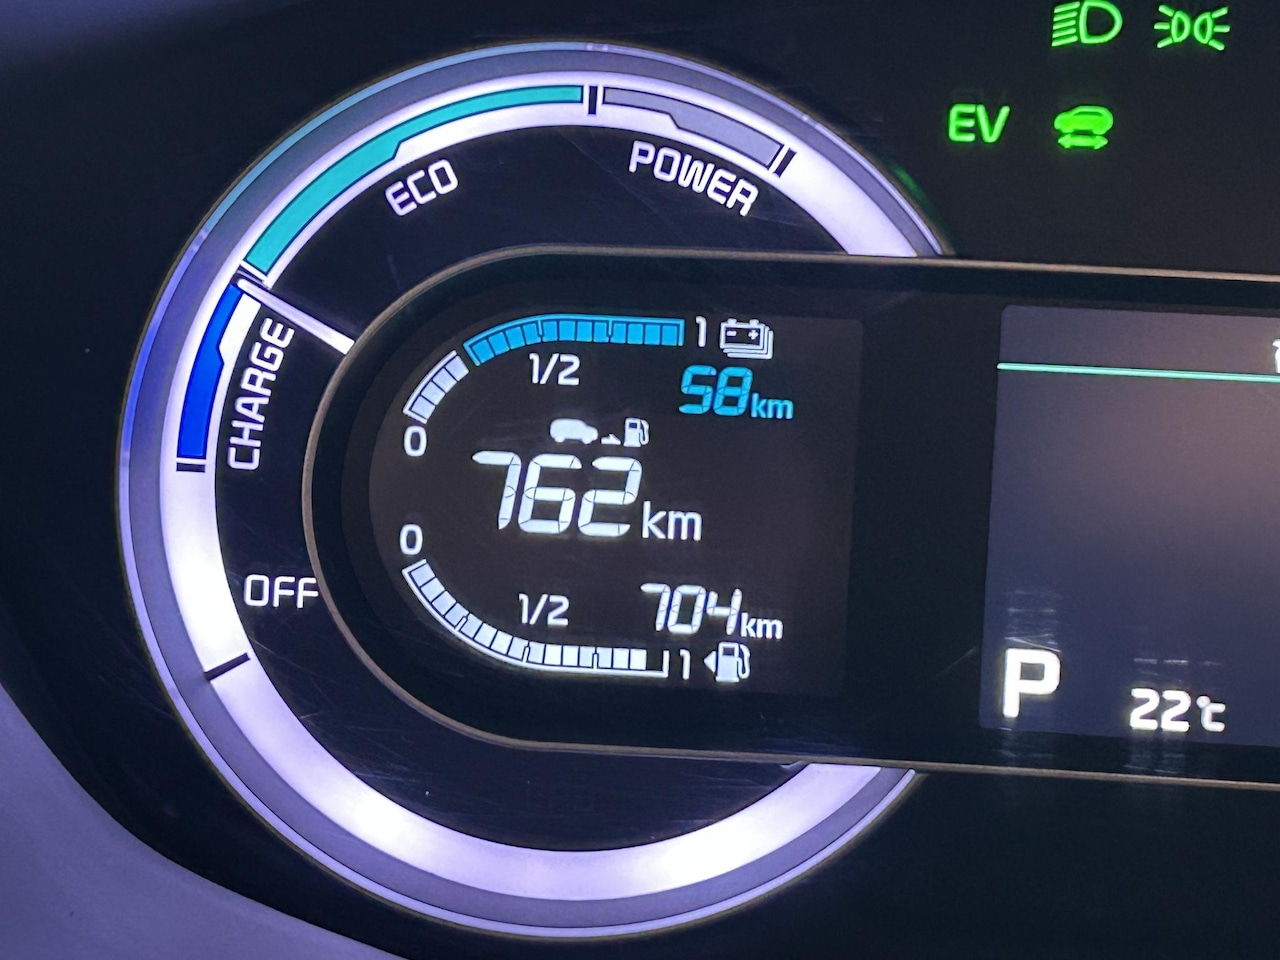 EV
ECO
POWER
CHARGE
OFF
1
1/2
58km
0
762km
0
1/2
704km
1
P
22°C